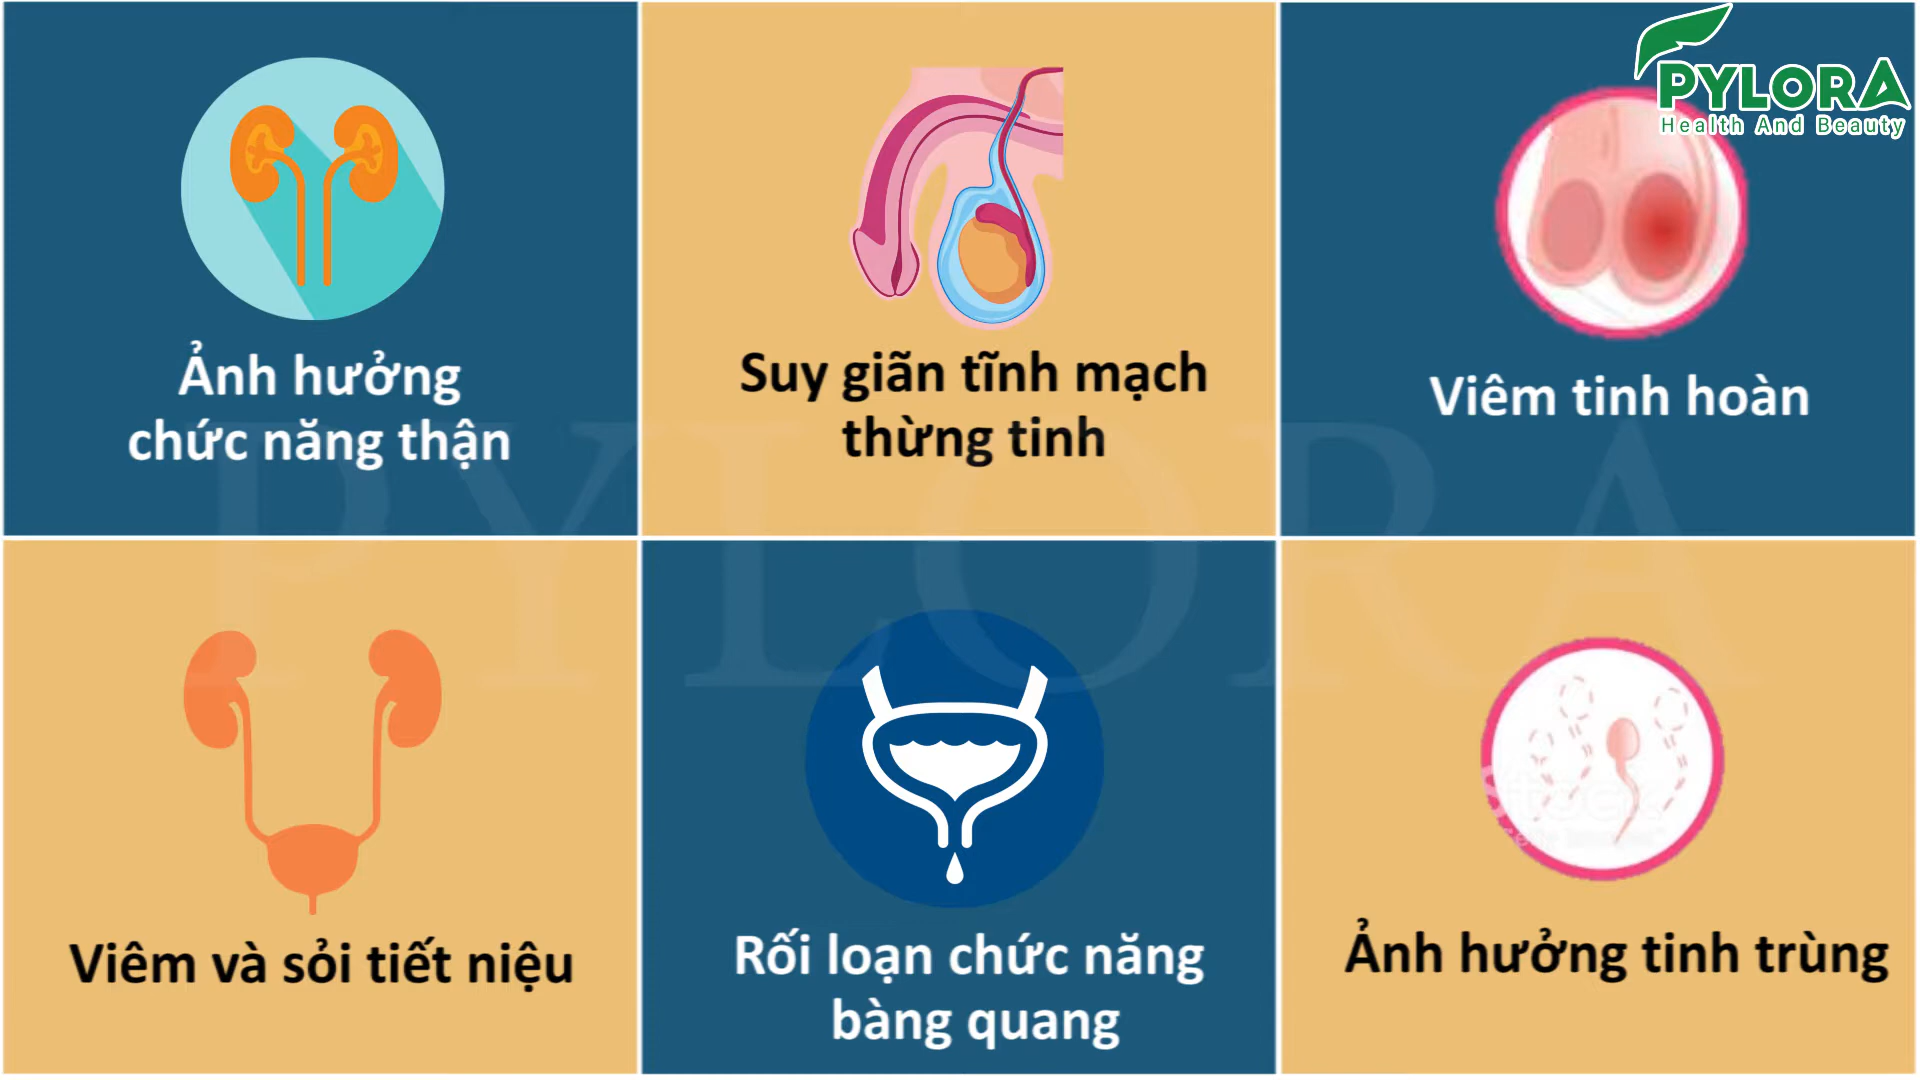 PYLORA
Health And Beauty
Ảnh hưởng
chức năng thận
Suy giãn tĩnh mạch
thừng tinh
Viêm tinh hoàn
PYLORA
Viêm và sỏi tiết niệu
Rối loạn chức năng
bàng quang
Ảnh hưởng tinh trùng